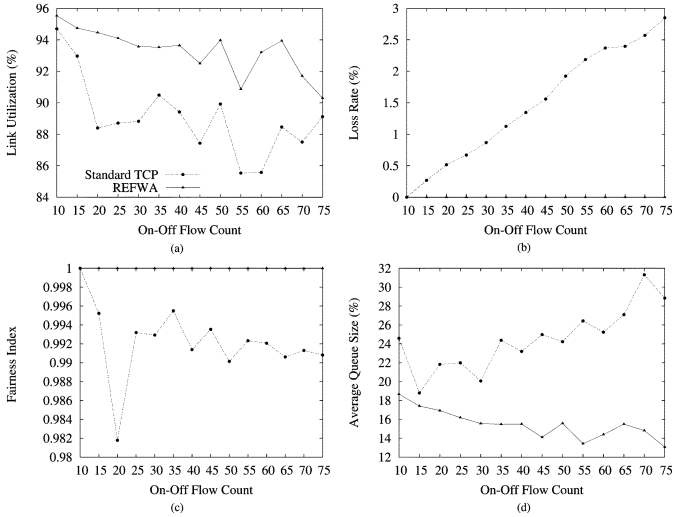 96
94
92
90
88
86
84
Link Utilization (%)
Standard TCP
REFWA
10 15 20 25 30 35 40 45 50 55 60 65 70 75
On-Off Flow Count
(a)
3
2.5
2
1.5
1
0.5
0
Loss Rate (%)
10 15 20 25 30 35 40 45 50 55 60 65 70 75
On-Off Flow Count
(b)
1
0.998
0.996
0.994
0.992
0.99
0.988
0.986
0.984
0.982
0.98
Fairness Index
10 15 20 25 30 35 40 45 50 55 60 65 70 75
On-Off Flow Count
(c)
32
30
28
26
24
22
20
18
16
14
12
Average Queue Size (%)
10 15 20 25 30 35 40 45 50 55 60 65 70 75
On-Off Flow Count
(d)